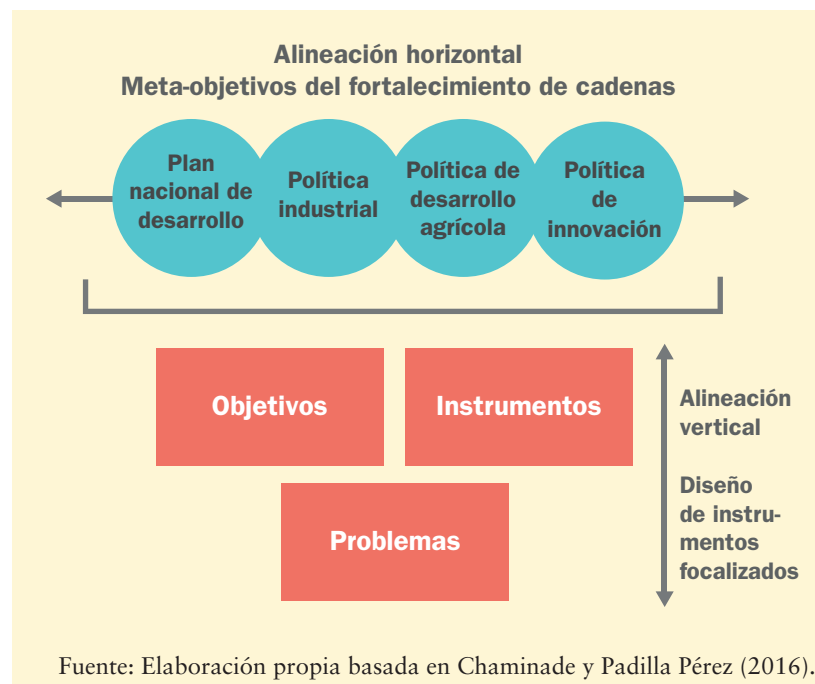 Alineación horizontal
Meta-objetivos del fortalecimiento de cadenas
Plan
nacional de
desarrollo
Política
industrial
Política de
desarrollo
agrícola
Política
de
innovación
Objetivos
Instrumentos
Problemas
Alineación
vertical
Diseño
de instru-
mentos
focalizados
Fuente: Elaboración propia basada en Chaminade y Padilla Pérez (2016).